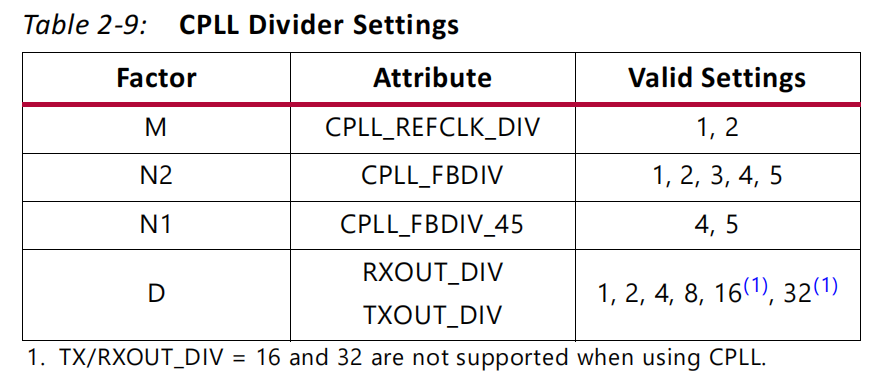 Table 2-9: CPLL Divider Settings
Factor Attribute Valid Settings
M CPLL_REFCLK_DIV 1, 2
N2 CPLL_FBDIV 1, 2, 3, 4, 5
N1 CPLL_FBDIV_45 4, 5
D RXOUT_DIV TXOUT_DIV 1, 2, 4, 8, 16(1), 32(1)
1. TX/RXOUT_DIV = 16 and 32 are not supported when using CPLL.